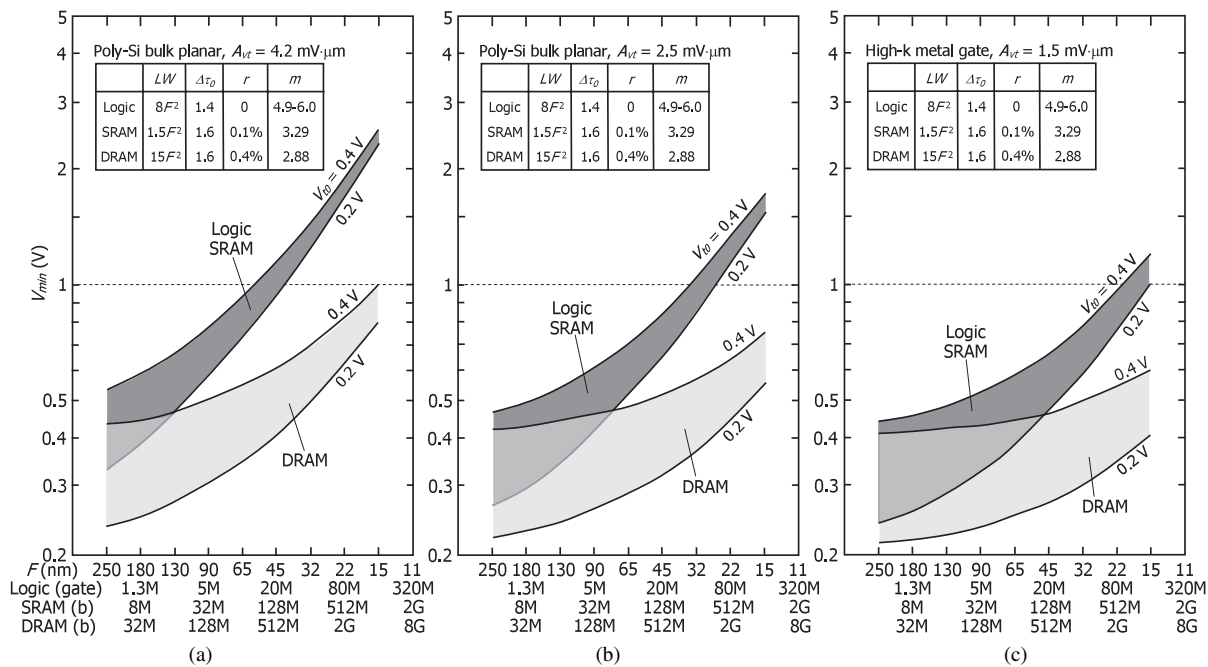 Poly-Si bulk planar, Avt = 4.2 mV·μm
LW Δτ0 r m
Logic 8F² 1.4 0 4.9-6.0
SRAM 1.5F² 1.6 0.1% 3.29
DRAM 15F² 1.6 0.4% 2.88
5
4
3
2
1
0.5
0.4
0.3
0.2
Vmin (V)
Vt0 = 0.4 V
0.2 V
Logic
SRAM
0.4 V
0.2 V
DRAM
Poly-Si bulk planar, Avt = 2.5 mV·μm
LW Δτ0 r m
Logic 8F² 1.4 0 4.9-6.0
SRAM 1.5F² 1.6 0.1% 3.29
DRAM 15F² 1.6 0.4% 2.88
5
4
3
2
1
0.5
0.4
0.3
0.2
Vt0 = 0.4 V
0.2 V
Logic
SRAM
0.4 V
0.2 V
DRAM
High-k metal gate, Avt = 1.5 mV·μm
LW Δτ0 r m
Logic 8F² 1.4 0 4.9-6.0
SRAM 1.5F² 1.6 0.1% 3.29
DRAM 15F² 1.6 0.4% 2.88
5
4
3
2
1
0.5
0.4
0.3
0.2
Vt0 = 0.4 V
0.2 V
Logic
SRAM
0.4 V
0.2 V
DRAM
F (nm) 250 180 130 90 65 45 32 22 15 11 250 180 130 90 65 45 32 22 15 11 250 180 130 90 65 45 32 22 15 11
Logic (gate) 1.3M 5M 20M 80M 320M 1.3M 5M 20M 80M 320M 1.3M 5M 20M 80M 320M
SRAM (b) 8M 32M 128M 512M 2G 8M 32M 128M 512M 2G 8M 32M 128M 512M 2G
DRAM (b) 32M 128M 512M 2G 8G 32M 128M 512M 2G 8G 32M 128M 512M 2G 8G
(a) (b) (c)